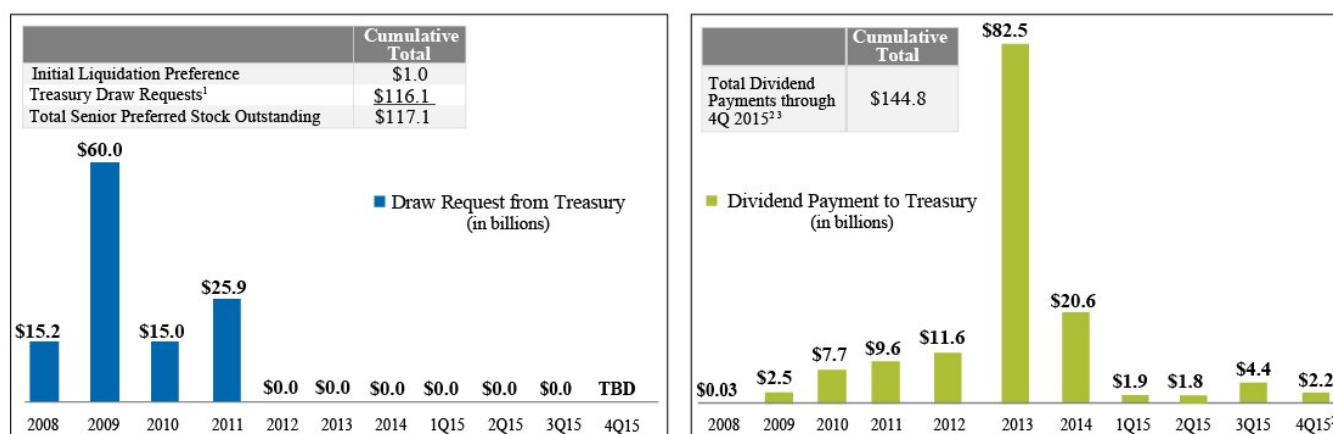 Cumulative Total
Initial Liquidation Preference $1.0
Treasury Draw Requests1 $116.1
Total Senior Preferred Stock Outstanding $117.1
$60.0
Draw Request from Treasury
(in billions)
$25.9
$15.2 $15.0
$0.0 $0.0 $0.0 $0.0 $0.0 $0.0 TBD
2008 2009 2010 2011 2012 2013 2014 1Q15 2Q15 3Q15 4Q15
$82.5
Cumulative Total
Total Dividend
Payments through $144.8
4Q 20152 3
Dividend Payment to Treasury
(in billions)
$20.6
$11.6
$9.6
$7.7
$4.4
$2.5
$1.9 $1.8 $2.2
$0.03
2008 2009 2010 2011 2012 2013 2014 1Q15 2Q15 3Q15 4Q15